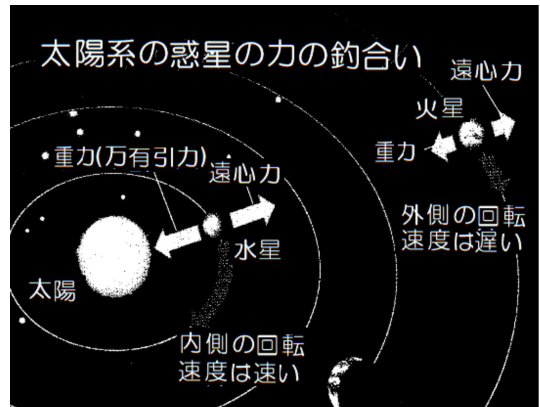 太陽系の惑星の力の釣合い
遠心力
火星
重力
重力(万有引力)
遠心力
外側の回転
速度は遅い
水星
太陽
内側の回転
速度は速い